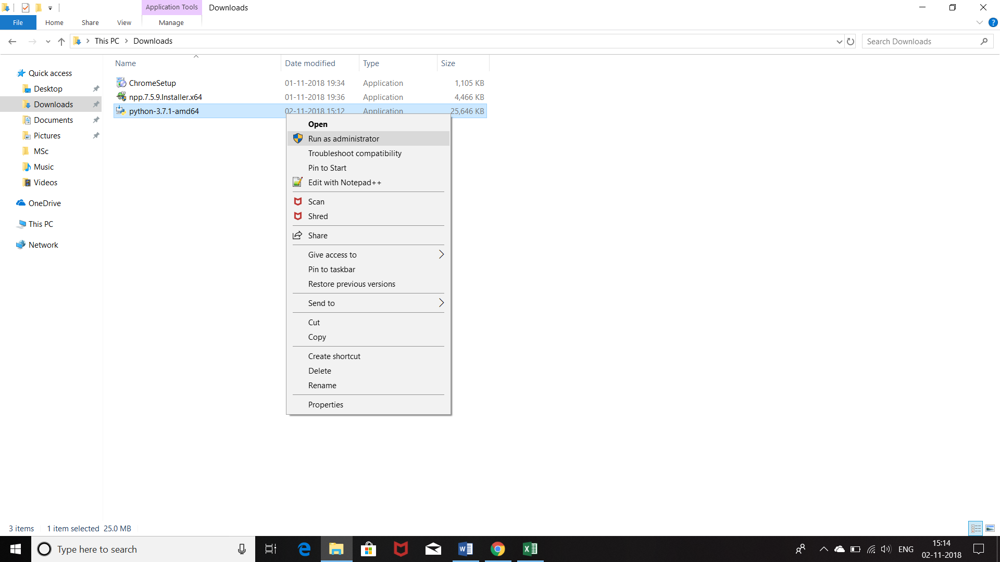 Application Tools Downloads
File Home Share View Manage
This PC Downloads Search Downloads
Name Date modified Type Size
Quick access
Desktop
Downloads
Documents
Pictures
MSc
Music
Videos
OneDrive
This PC
Network
ChromeSetup 01-11-2018 19:34 Application 1,105 KB
npp.7.5.9.Installer.x64 01-11-2018 19:36 Application 4,466 KB
python-3.7.1-amd64 02-11-2018 15:12 Application 25,646 KB
Open
Run as administrator
Troubleshoot compatibility
Pin to Start
Edit with Notepad++
Scan
Shred
Share
Give access to
Pin to taskbar
Restore previous versions
Send to
Cut
Copy
Create shortcut
Delete
Rename
Properties
3 items 1 item selected 25.0 MB
Type here to search ENG 15:14
02-11-2018